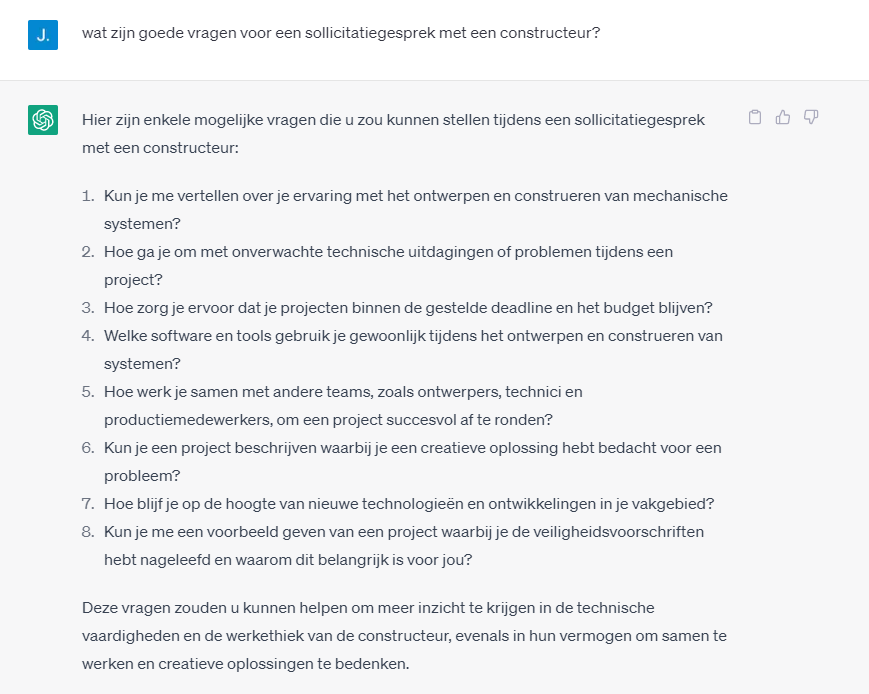 J.
wat zijn goede vragen voor een sollicitatiegesprek met een constructeur?
Hier zijn enkele mogelijke vragen die u zou kunnen stellen tijdens een sollicitatiegesprek
met een constructeur:
1. Kun je me vertellen over je ervaring met het ontwerpen en construeren van mechanische
systemen?
2. Hoe ga je om met onverwachte technische uitdagingen of problemen tijdens een
project?
3. Hoe zorg je ervoor dat je projecten binnen de gestelde deadline en het budget blijven?
4. Welke software en tools gebruik je gewoonlijk tijdens het ontwerpen en construeren van
systemen?
5. Hoe werk je samen met andere teams, zoals ontwerpers, technici en
productiemedewerkers, om een project succesvol af te ronden?
6. Kun je een project beschrijven waarbij je een creatieve oplossing hebt bedacht voor een
probleem?
7. Hoe blijf je op de hoogte van nieuwe technologieën en ontwikkelingen in je vakgebied?
8. Kun je me een voorbeeld geven van een project waarbij je de veiligheidsvoorschriften
hebt nageleefd en waarom dit belangrijk is voor jou?
Deze vragen zouden u kunnen helpen om meer inzicht te krijgen in de technische
vaardigheden en de werkethiek van de constructeur, evenals in hun vermogen om samen te
werken en creatieve oplossingen te bedenken.